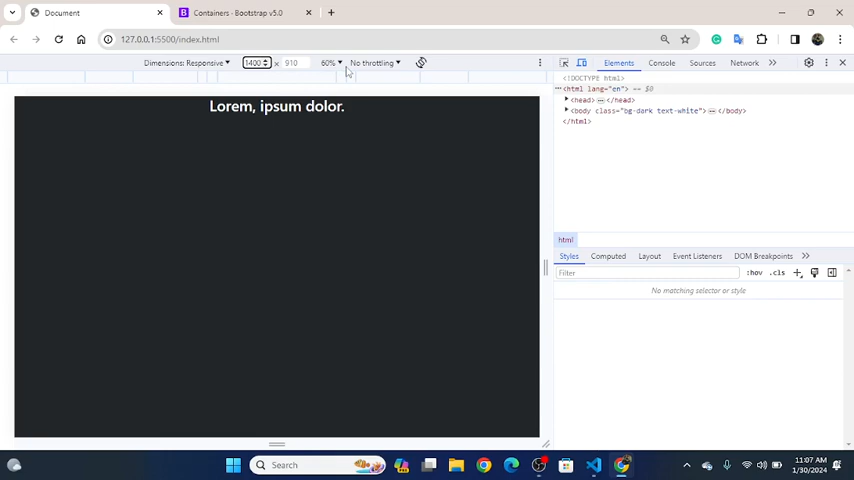 Document
Containers - Bootstrap v5.0
127.0.0.1:5500/index.html
Dimensions: Responsive 1400 × 910 60% No throttling
Elements Console Sources Network
<!DOCTYPE html>
<html lang="en"> == $0
<head> </head>
<body class="bg-dark text-white"> </body>
</html>
Lorem, ipsum dolor.
html
Styles Computed Layout Event Listeners DOM Breakpoints
Filter :hov .cls
No matching selector or style
Search
11:07 AM
1/30/2024